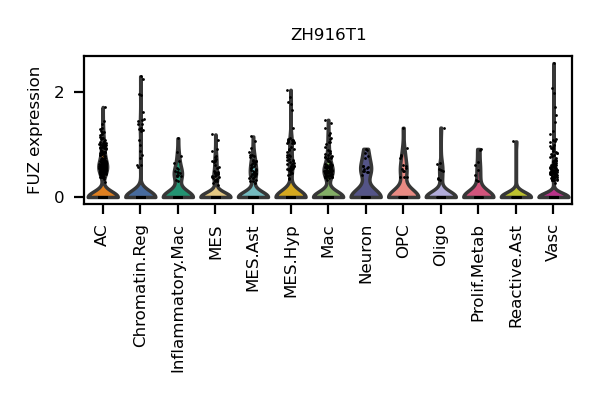 ZH916T1
FUZ expression
2
0
AC
Chromatin.Reg
Inflammatory.Mac
MES
MES.Ast
MES.Hyp
Mac
Neuron
OPC
Oligo
Prolif.Metab
Reactive.Ast
Vasc